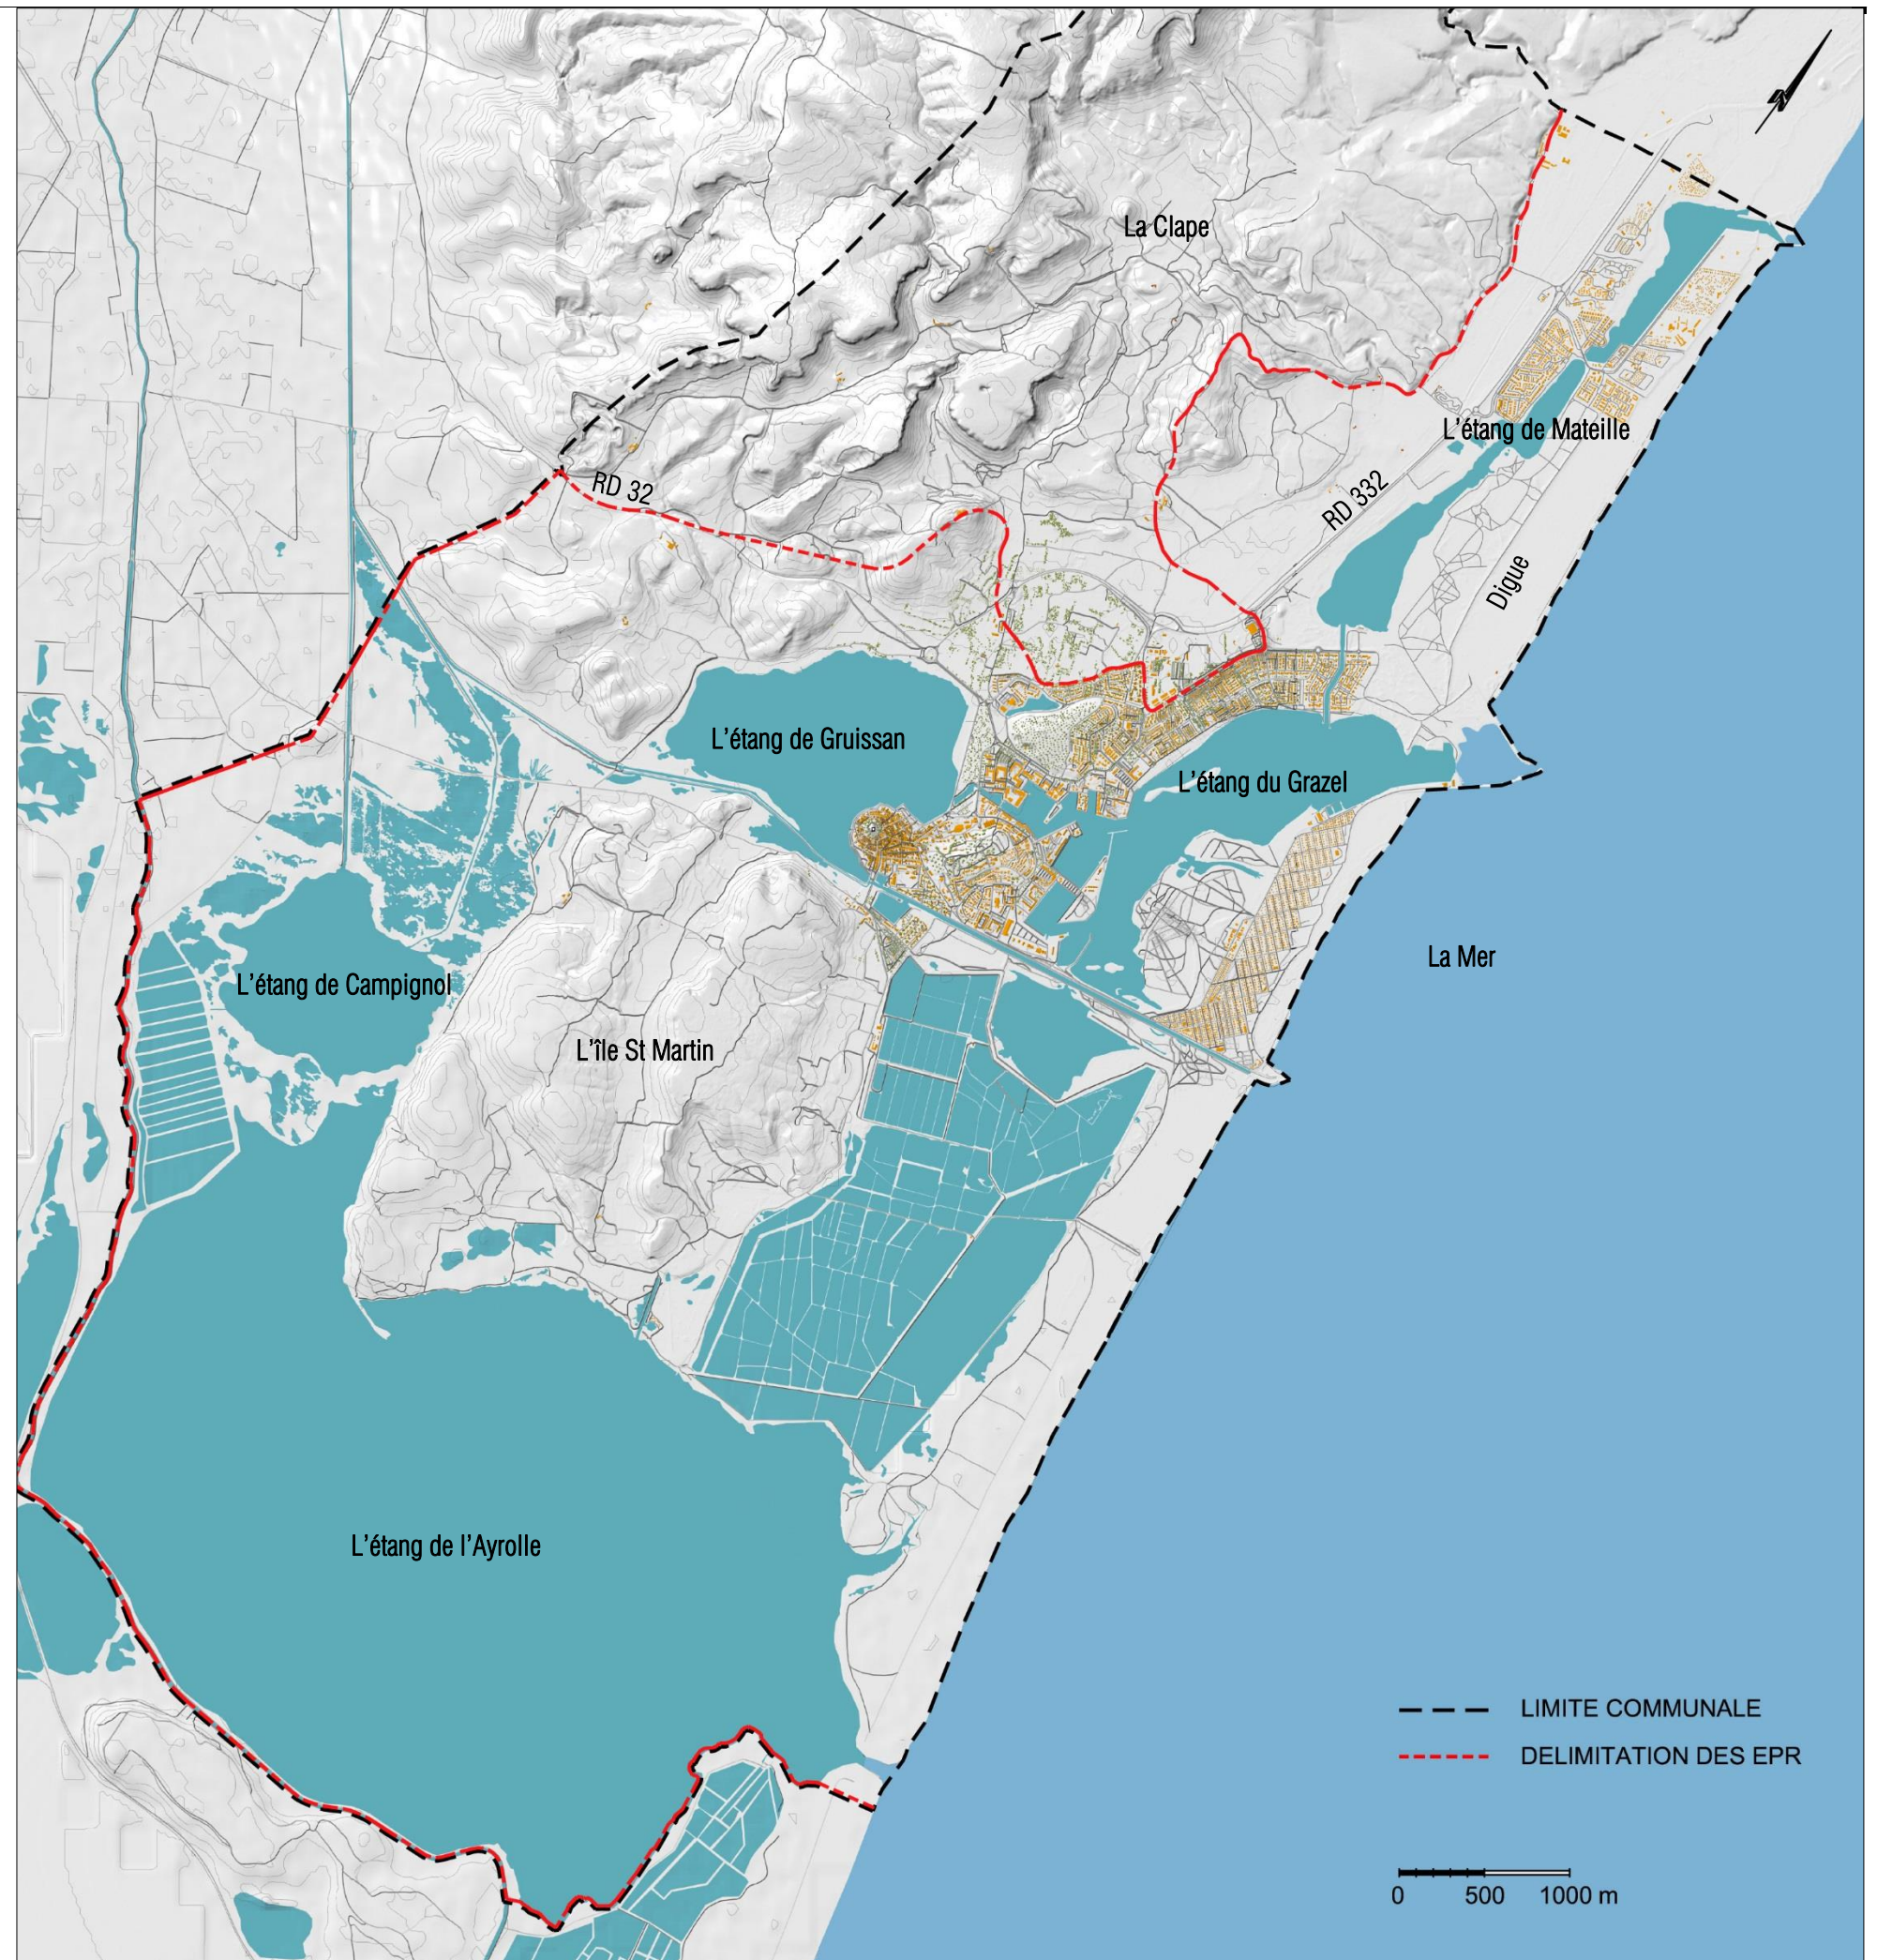 N
La Clape
L'étang de Mateille
RD 32
RD 332
Digue
L'étang de Gruissan
L'étang du Grazel
La Mer
L'étang de Campignol
L'île St Martin
L'étang de l'Ayrolle
LIMITE COMMUNALE
DELIMITATION DES EPR
0 500 1000 m